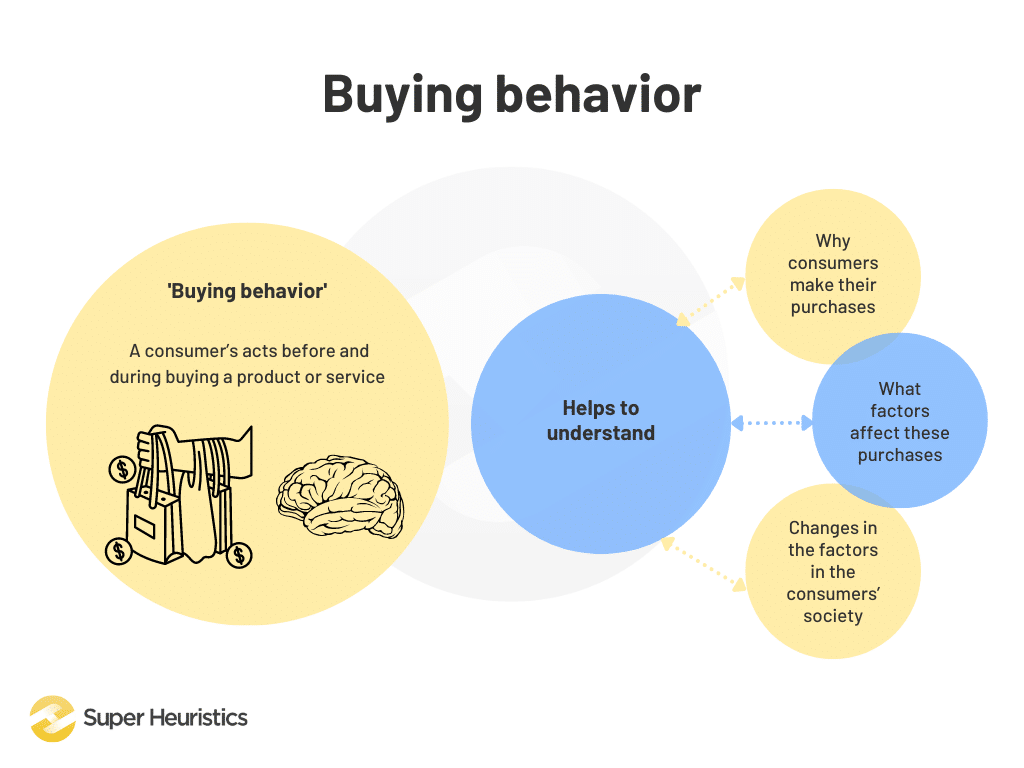 Buying behavior
'Buying behavior'
A consumer’s acts before and
during buying a product or service
$
$
$
Helps to
understand
Why
consumers
make their
purchases
What
factors
affect these
purchases
Changes in
the factors
in the
consumers’
society
Super Heuristics